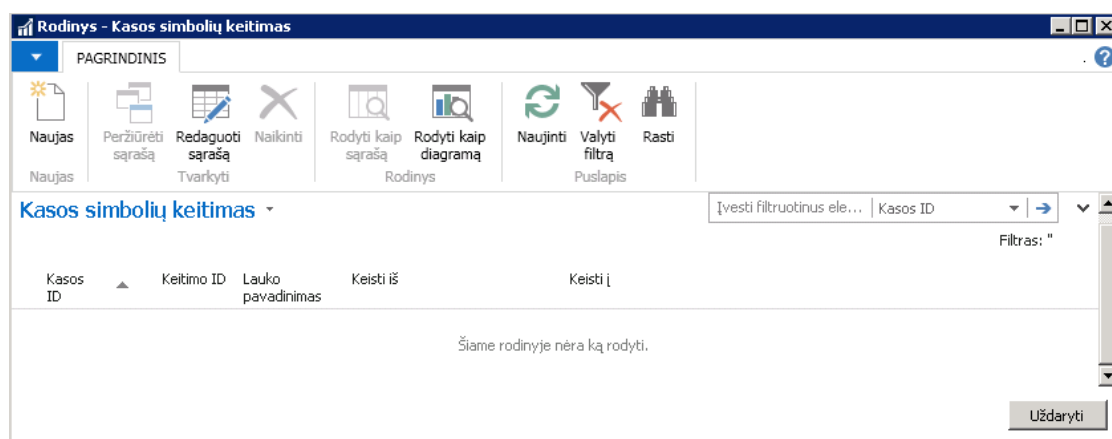 Rodinys - Kasos simbolių keitimas
PAGRINDINIS
Naujas
Peržiūrėti sąrašą
Redaguoti sąrašą
Naikinti
Rodyti kaip sąrašą
Rodyti kaip diagramą
Naujinti
Valyti filtrą
Rasti
Naujas
Tvarkyti
Rodinys
Puslapis
Kasos simbolių keitimas
Įvesti filtruotinus ele... Kasos ID
Filtras: "
Kasos ID
Keitimo ID
Lauko pavadinimas
Keisti iš
Keisti į
Šiame rodinyje nėra ką rodyti.
Uždaryti